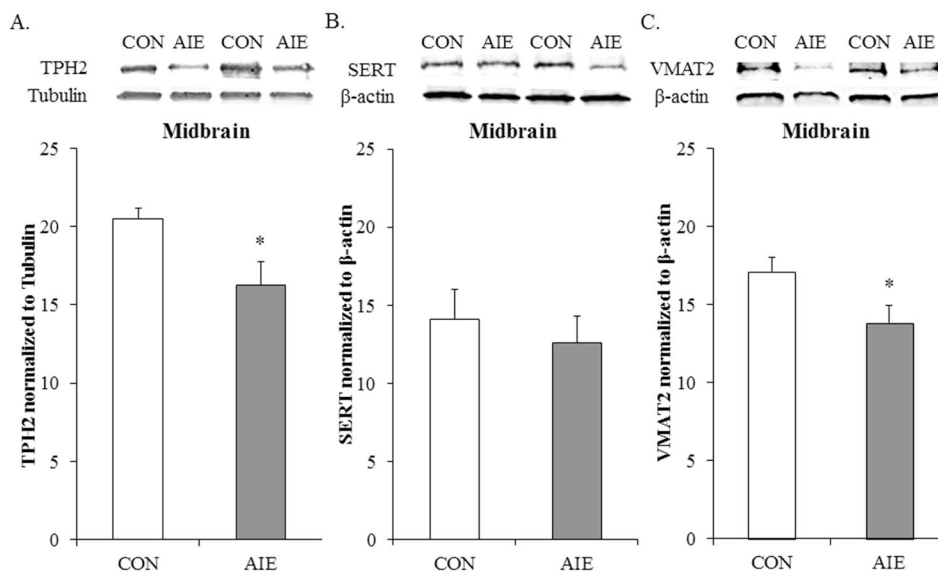 A.
CON AIE CON AIE
TPH2
Tubulin
Midbrain
TPH2 normalized to Tubulin
25
20
15
10
5
0
*
CON AIE
B.
CON AIE CON AIE
SERT
β-actin
Midbrain
SERT normalized to β-actin
25
20
15
10
5
0
CON AIE
C.
CON AIE CON AIE
VMAT2
β-actin
Midbrain
VMAT2 normalized to β-actin
25
20
15
10
5
0
*
CON AIE